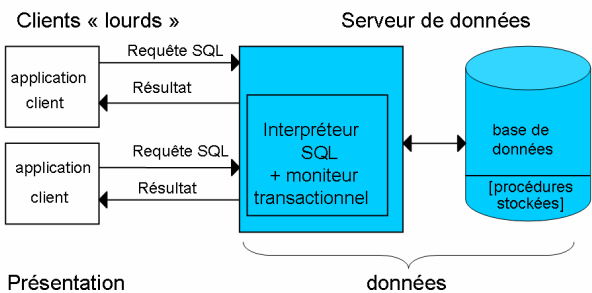 Clients « lourds »
Serveur de données
application
client
Requête SQL
Résultat
application
client
Requête SQL
Résultat
Interpréteur
SQL
+ moniteur
transactionnel
base de
données
[procédures
stockées]
Présentation
données